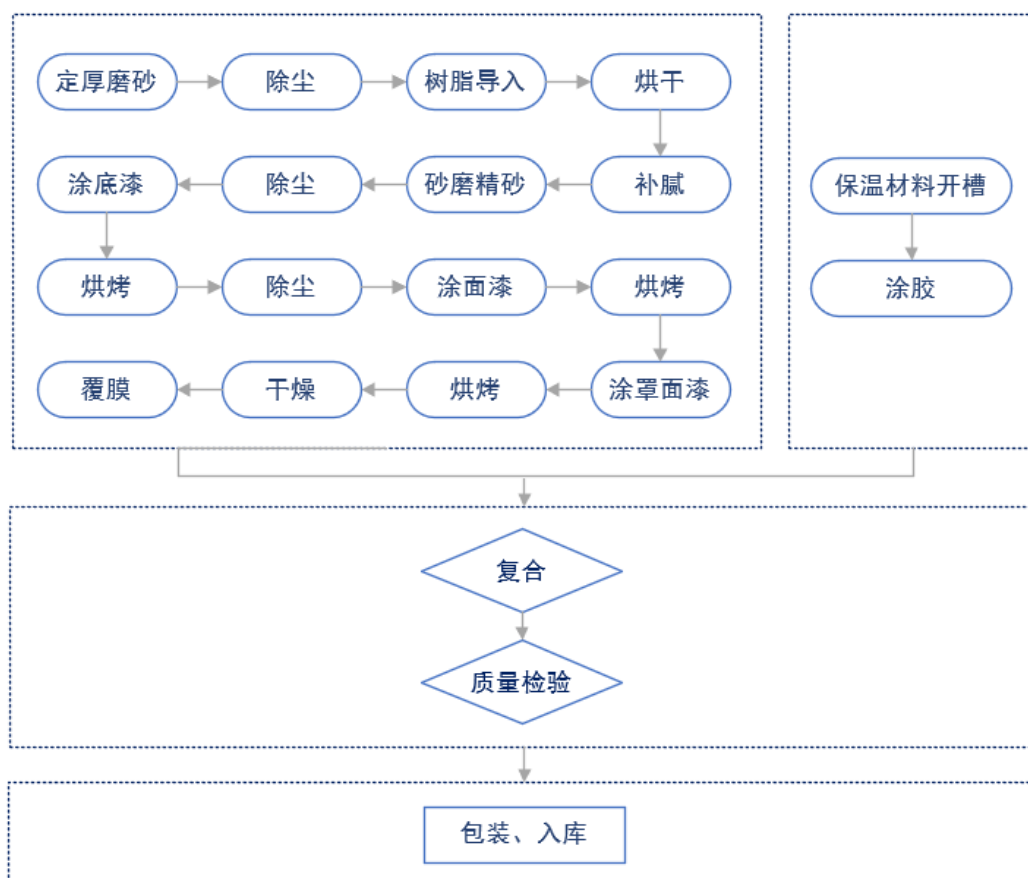 定厚磨砂
除尘
树脂导入
烘干
涂底漆
除尘
砂磨精砂
补腻
保温材料开槽
烘烤
除尘
涂面漆
烘烤
涂胶
覆膜
干燥
烘烤
涂罩面漆
复合
质量检验
包装、入库